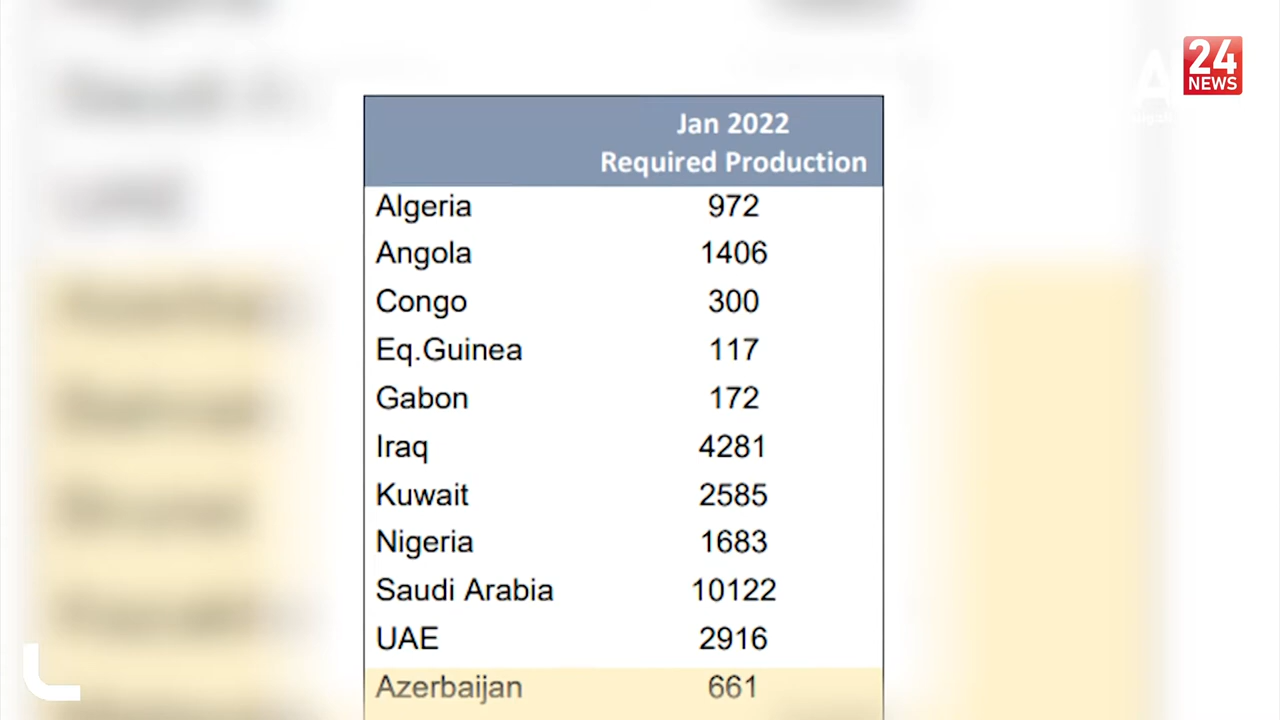 24
NEWS
Jan 2022
Required Production
Algeria 972
Angola 1406
Congo 300
Eq.Guinea 117
Gabon 172
Iraq 4281
Kuwait 2585
Nigeria 1683
Saudi Arabia 10122
UAE 2916
Azerbaijan 661